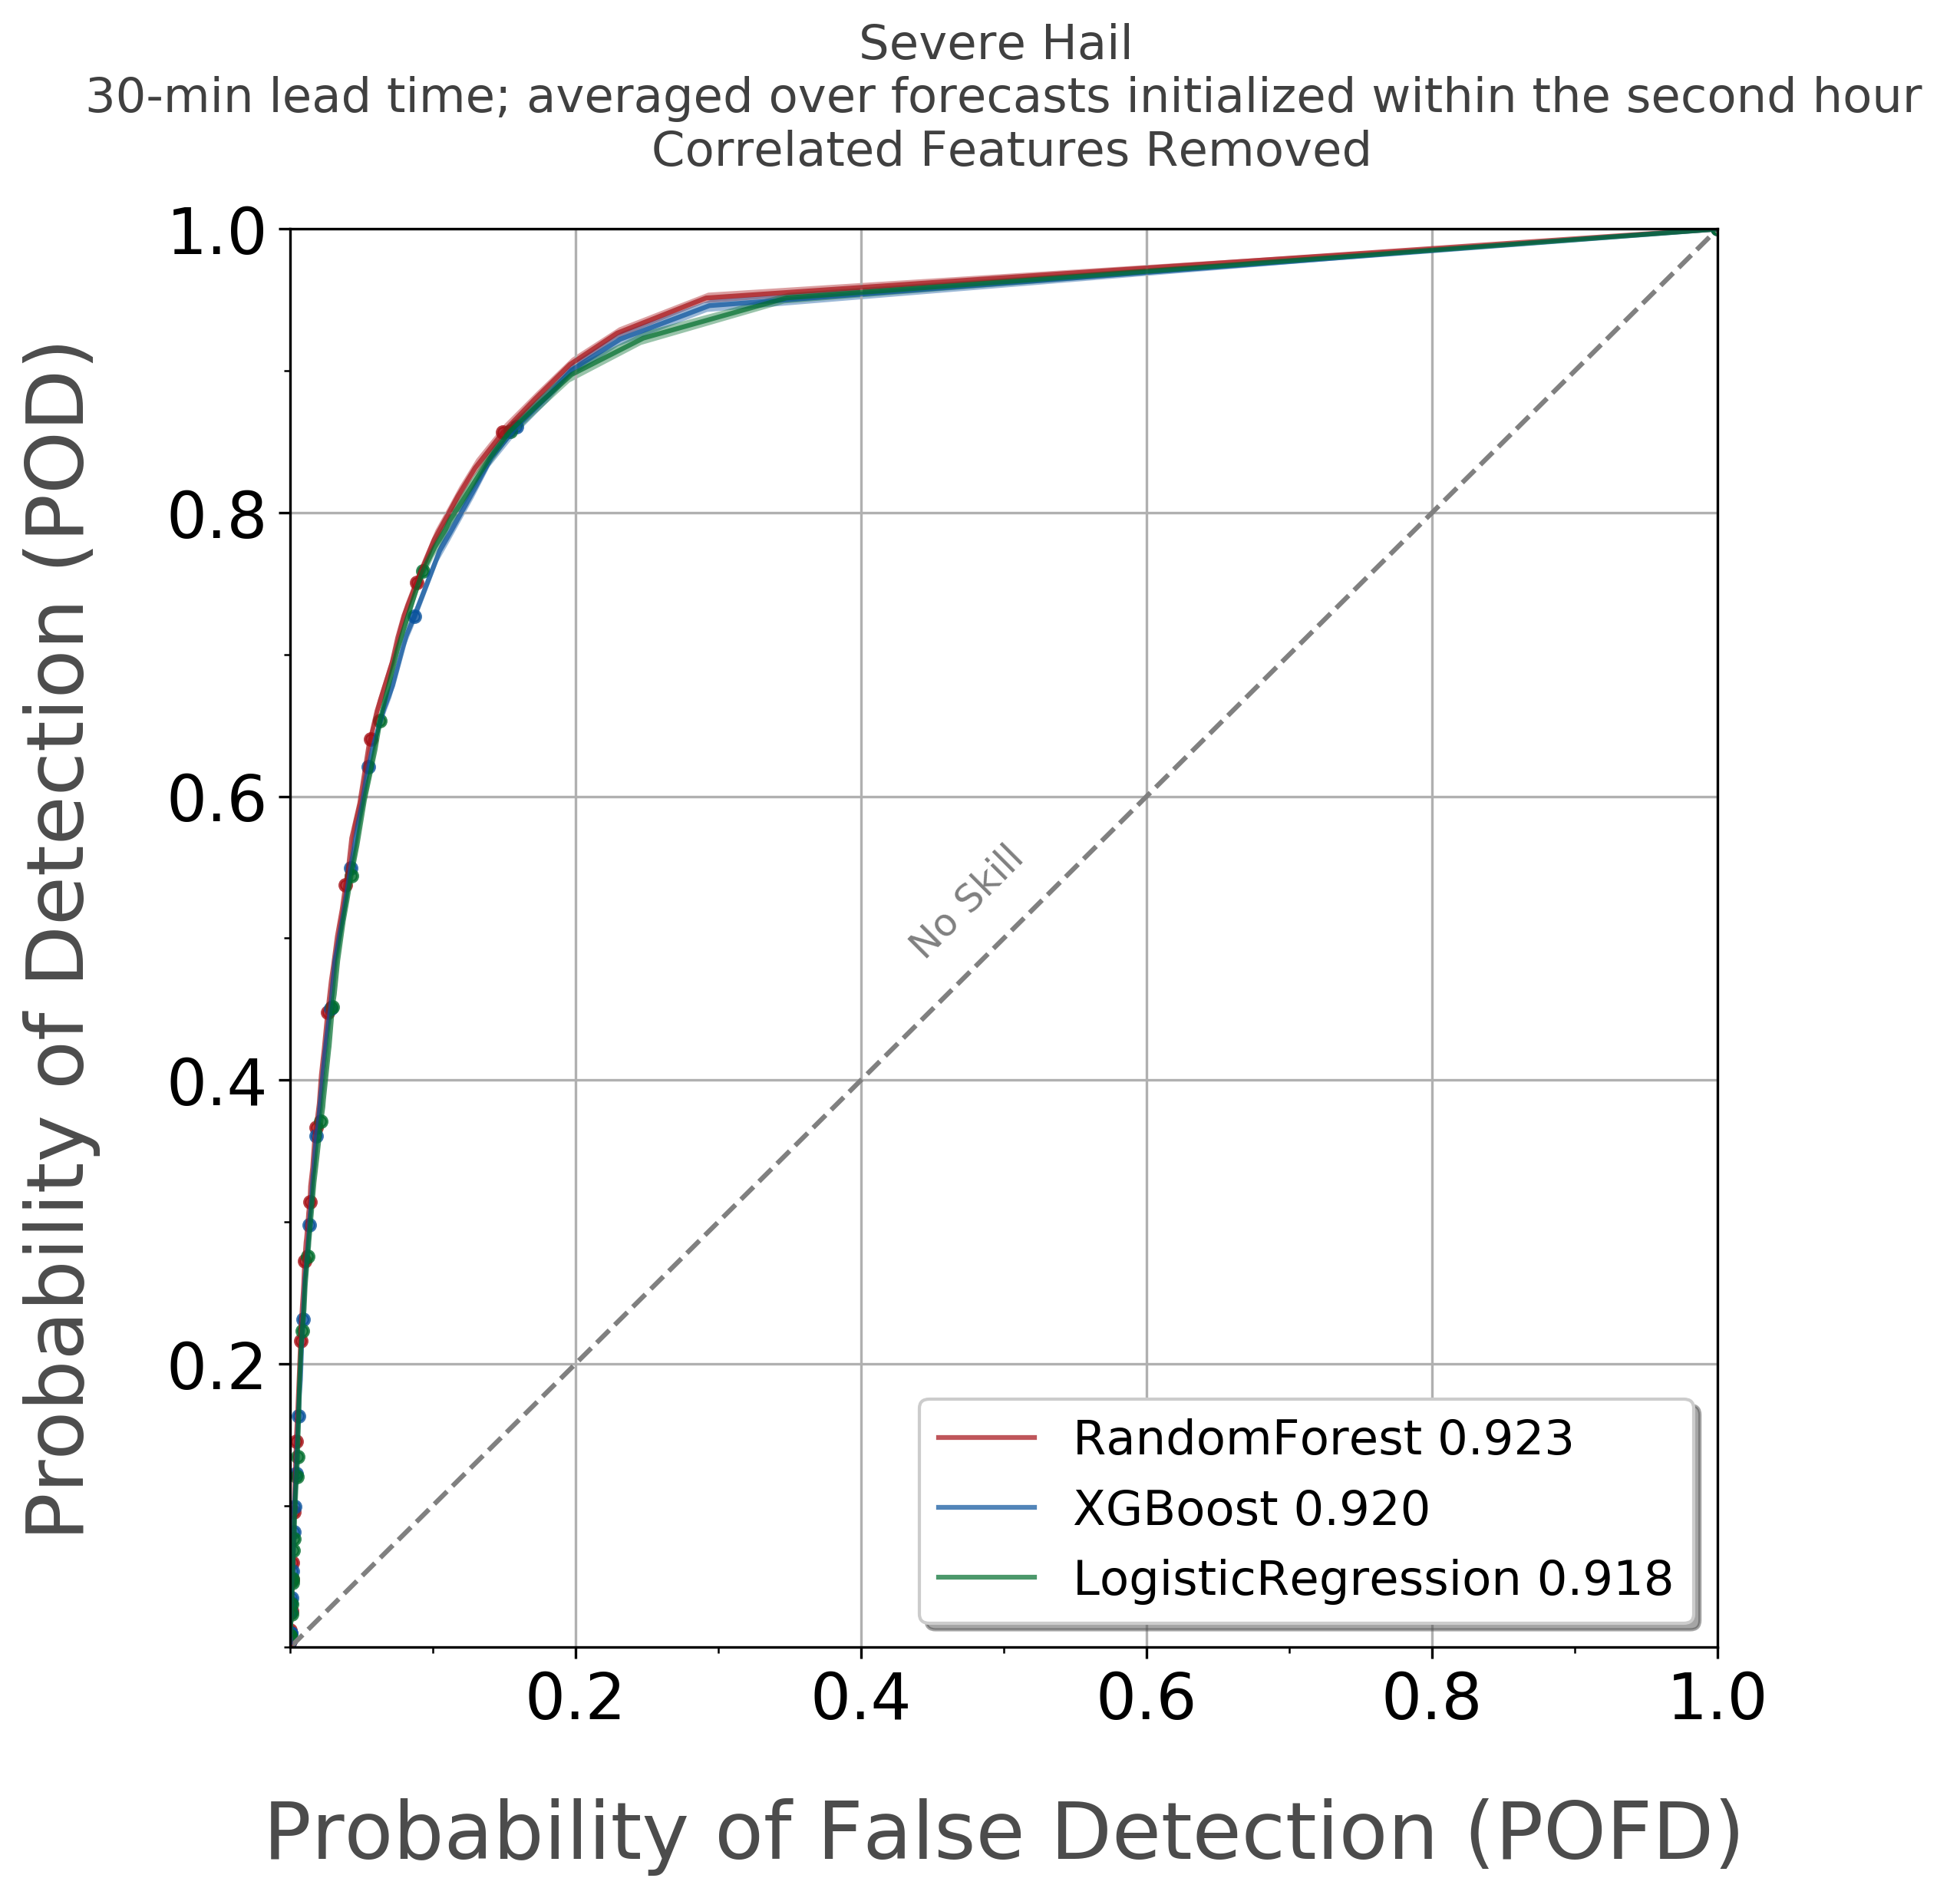 Severe Hail
30-min lead time; averaged over forecasts initialized within the second hour
Correlated Features Removed
Probability of Detection (POD)
1.0
0.8
0.6
0.4
0.2
No Skill
RandomForest 0.923
XGBoost 0.920
LogisticRegression 0.918
0.2 0.4 0.6 0.8 1.0
Probability of False Detection (POFD)